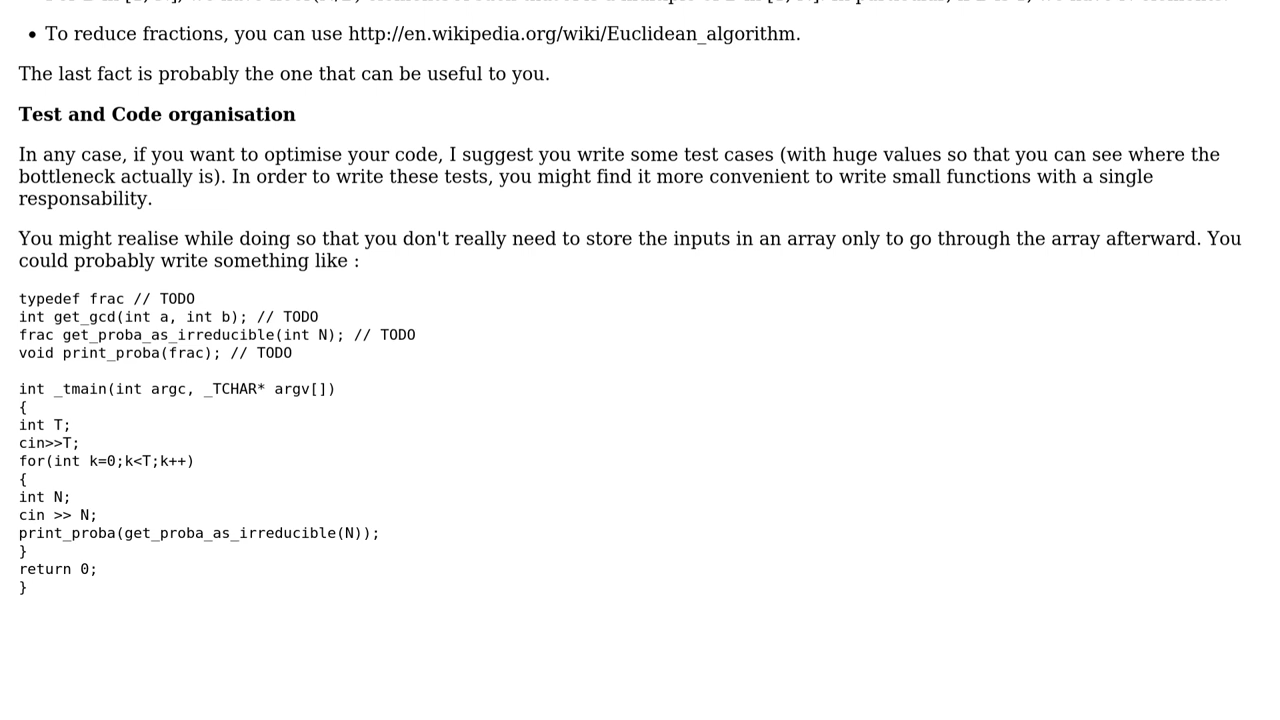 • To reduce fractions, you can use http://en.wikipedia.org/wiki/Euclidean_algorithm.
The last fact is probably the one that can be useful to you.
Test and Code organisation
In any case, if you want to optimise your code, I suggest you write some test cases (with huge values so that you can see where the
bottleneck actually is). In order to write these tests, you might find it more convenient to write small functions with a single
responsability.
You might realise while doing so that you don't really need to store the inputs in an array only to go through the array afterward. You
could probably write something like :
typedef frac // TODO
int get_gcd(int a, int b); // TODO
frac get_proba_as_irreducible(int N); // TODO
void print_proba(frac); // TODO
int _tmain(int argc, _TCHAR* argv[])
{
int T;
cin>>T;
for(int k=0;k<T;k++)
{
int N;
cin >> N;
print_proba(get_proba_as_irreducible(N));
}
return 0;
}